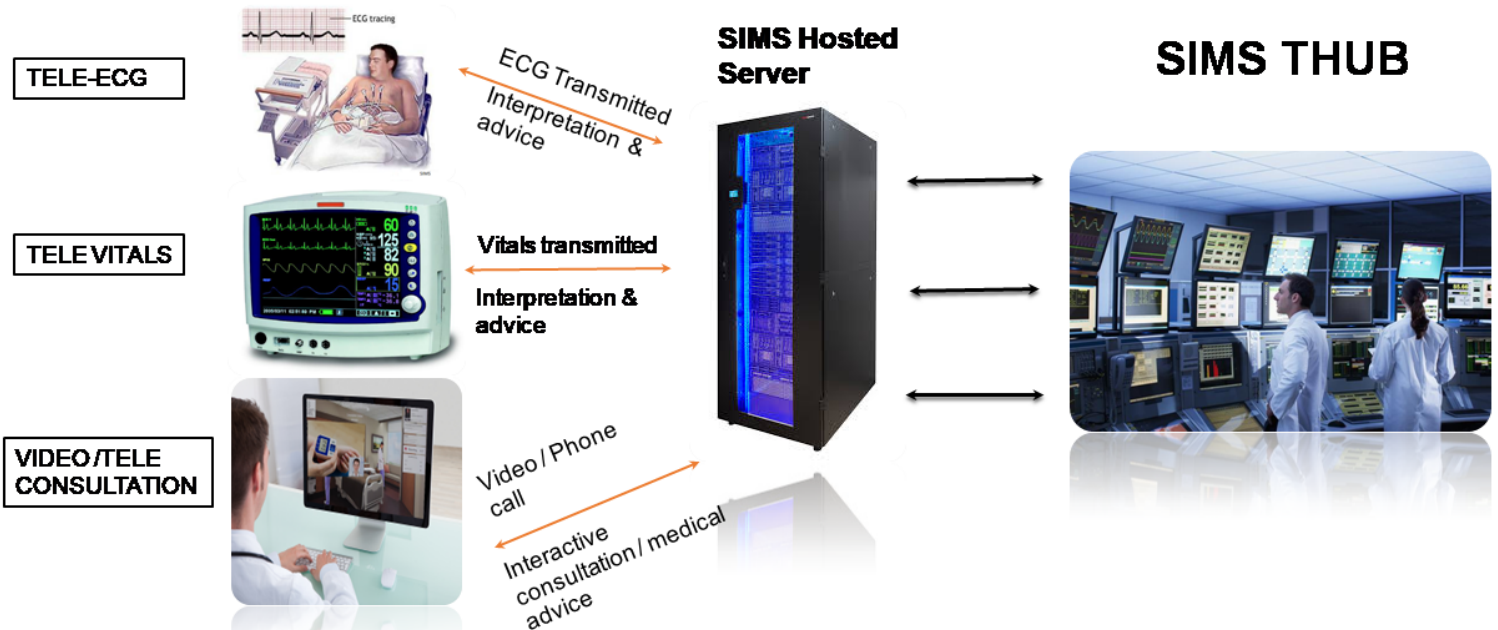 ECG tracing
TELE-ECG
SIMS
ECG Transmitted
Interpretation &
advice
SIMS Hosted
Server
SIMS THUB
TELE VITALS
60
125
82
90
15
Vitals transmitted
Interpretation &
advice
VIDEO /TELE
CONSULTATION
Video / Phone
call
Interactive
consultation / medical
advice